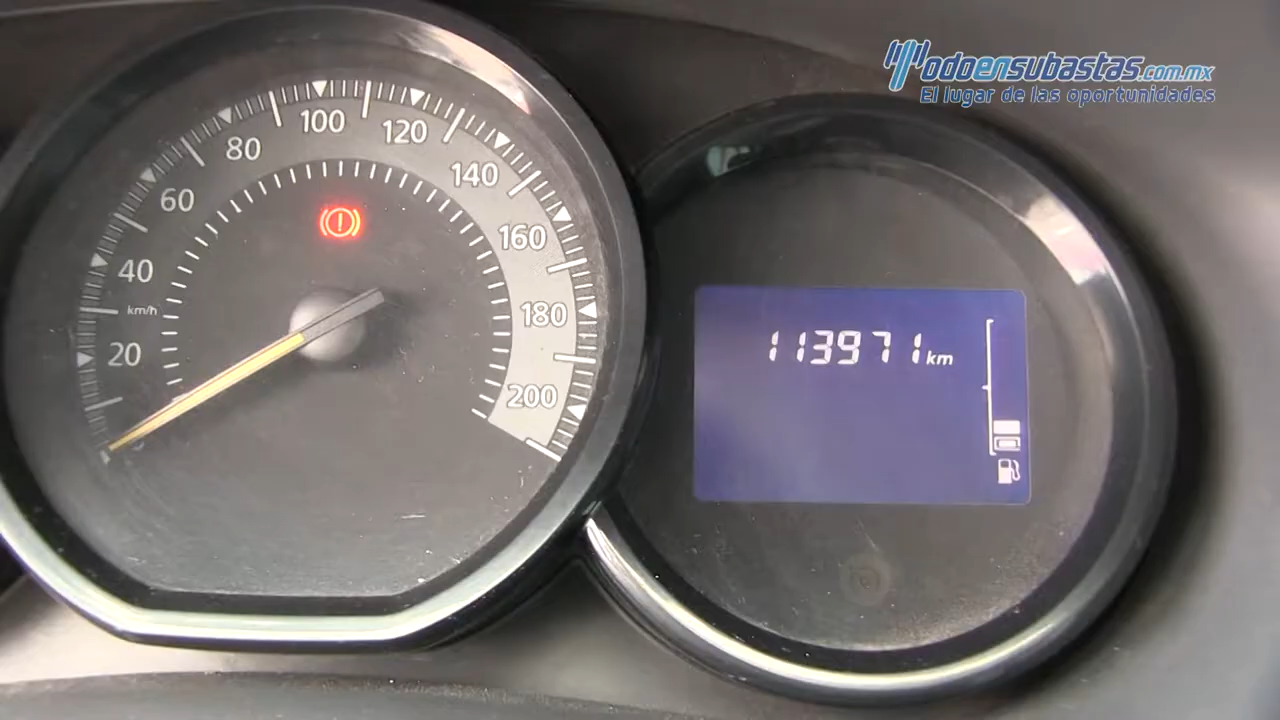 Todoensubastas.com.mx
El lugar de las oportunidades
20
40
60
80
100
120
140
160
180
200
km/h
113971 km